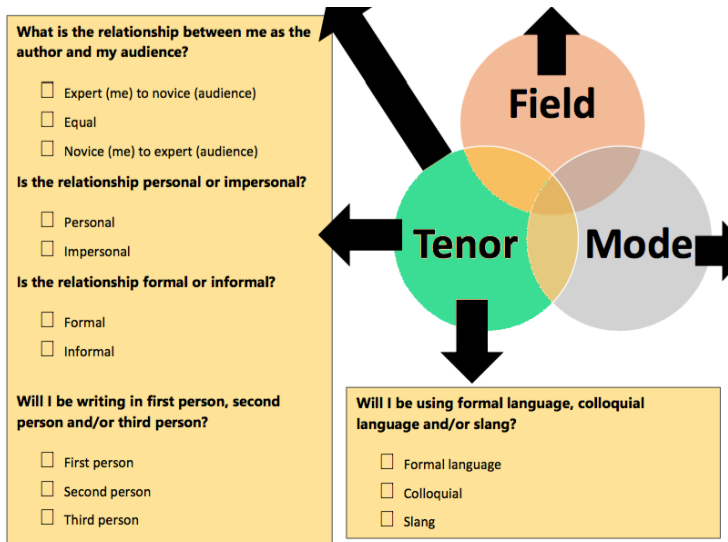 What is the relationship between me as the
author and my audience?
Expert (me) to novice (audience)
Equal
Novice (me) to expert (audience)
Is the relationship personal or impersonal?
Personal
Impersonal
Is the relationship formal or informal?
Formal
Informal
Will I be writing in first person, second
person and/or third person?
First person
Second person
Third person
Field
Tenor
Mode
Will I be using formal language, colloquial
language and/or slang?
Formal language
Colloquial
Slang